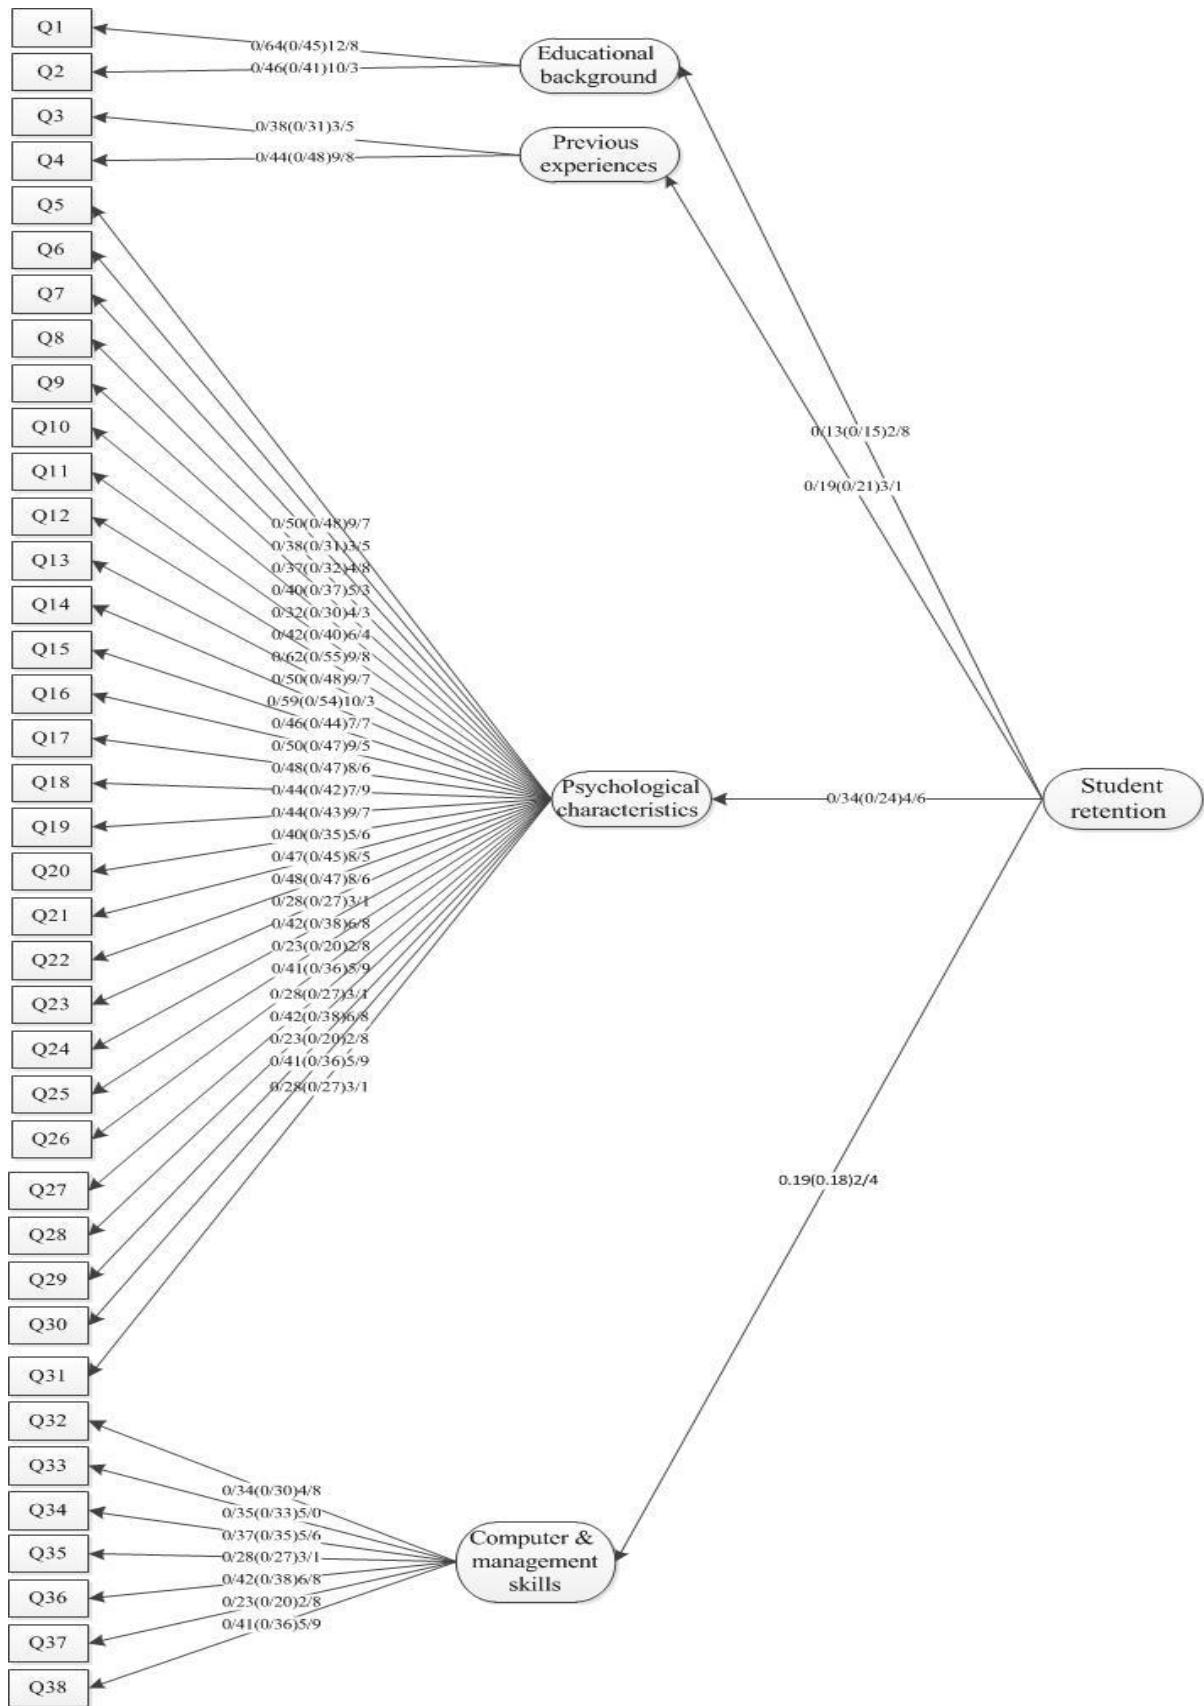 Q1
Q2
Q3
Q4
Q5
Q6
Q7
Q8
Q9
Q10
Q11
Q12
Q13
Q14
Q15
Q16
Q17
Q18
Q19
Q20
Q21
Q22
Q23
Q24
Q25
Q26
Q27
Q28
Q29
Q30
Q31
Q32
Q33
Q34
Q35
Q36
Q37
Q38
0/64(0/45)12/8
0/46(0/41)10/3
0/38(0/31)3/5
0/44(0/48)9/8
0/50(0/48)9/7
0/38(0/31)3/5
0/37(0/32)4/8
0/40(0/37)5/3
0/32(0/30)4/3
0/42(0/40)6/4
0/62(0/55)9/8
0/50(0/48)9/7
0/59(0/54)10/3
0/46(0/44)7/7
0/50(0/47)9/5
0/48(0/47)8/6
0/44(0/42)7/9
0/44(0/43)9/7
0/40(0/35)5/6
0/47(0/45)8/5
0/48(0/47)8/6
0/28(0/27)3/1
0/42(0/38)6/8
0/23(0/20)2/8
0/41(0/36)5/9
0/28(0/27)3/1
0/42(0/38)6/8
0/23(0/20)2/8
0/41(0/36)5/9
0/28(0/27)3/1
0/34(0/30)4/8
0/35(0/33)5/0
0/37(0/35)5/6
0/28(0/27)3/1
0/42(0/38)6/8
0/23(0/20)2/8
0/41(0/36)5/9
Educational
background
Previous
experiences
Psychological
characteristics
Computer &
management
skills
0/13(0/15)2/8
0/19(0/21)3/1
0/34(0/24)4/6
0.19(0.18)2/4
Student
retention